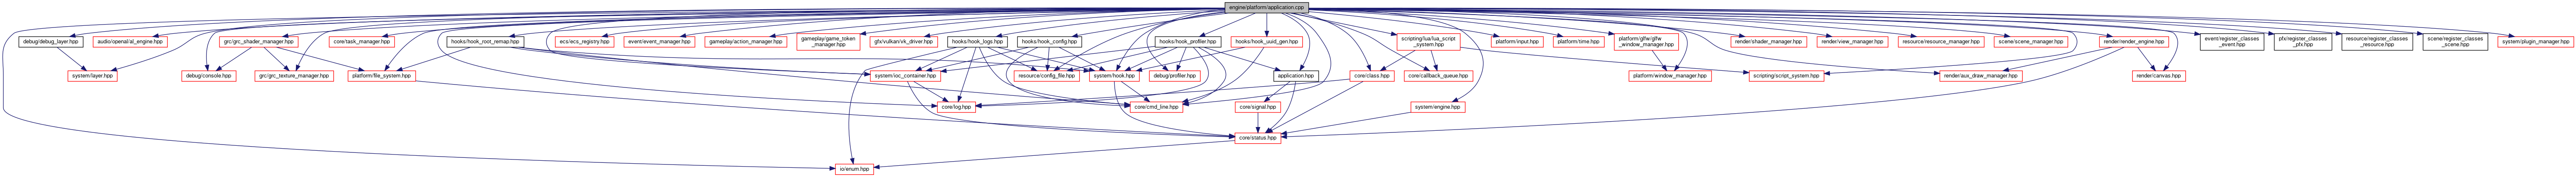 engine/platform/application.cpp
debug/debug_layer.hpp
audio/openal/al_engine.hpp
grc/grc_shader_manager.hpp
core/task_manager.hpp
hooks/hook_root_remap.hpp
ecs/ecs_registry.hpp
event/event_manager.hpp
gameplay/action_manager.hpp
gameplay/game_token
_manager.hpp
gfx/vulkan/vk_driver.hpp
hooks/hook_logs.hpp
hooks/hook_config.hpp
hooks/hook_profiler.hpp
hooks/hook_uuid_gen.hpp
scripting/lua/lua_script
_system.hpp
platform/input.hpp
platform/time.hpp
platform/glfw/glfw
_window_manager.hpp
render/shader_manager.hpp
render/view_manager.hpp
resource/resource_manager.hpp
scene/scene_manager.hpp
render/render_engine.hpp
event/register_classes
_event.hpp
pfx/register_classes
_pfx.hpp
resource/register_classes
_resource.hpp
scene/register_classes
_scene.hpp
system/plugin_manager.hpp
system/layer.hpp
debug/console.hpp
grc/grc_texture_manager.hpp
platform/file_system.hpp
system/ioc_container.hpp
resource/config_file.hpp
system/hook.hpp
debug/profiler.hpp
application.hpp
core/class.hpp
core/callback_queue.hpp
platform/window_manager.hpp
scripting/script_system.hpp
render/aux_draw_manager.hpp
render/canvas.hpp
core/log.hpp
core/cmd_line.hpp
core/signal.hpp
system/engine.hpp
core/status.hpp
io/enum.hpp